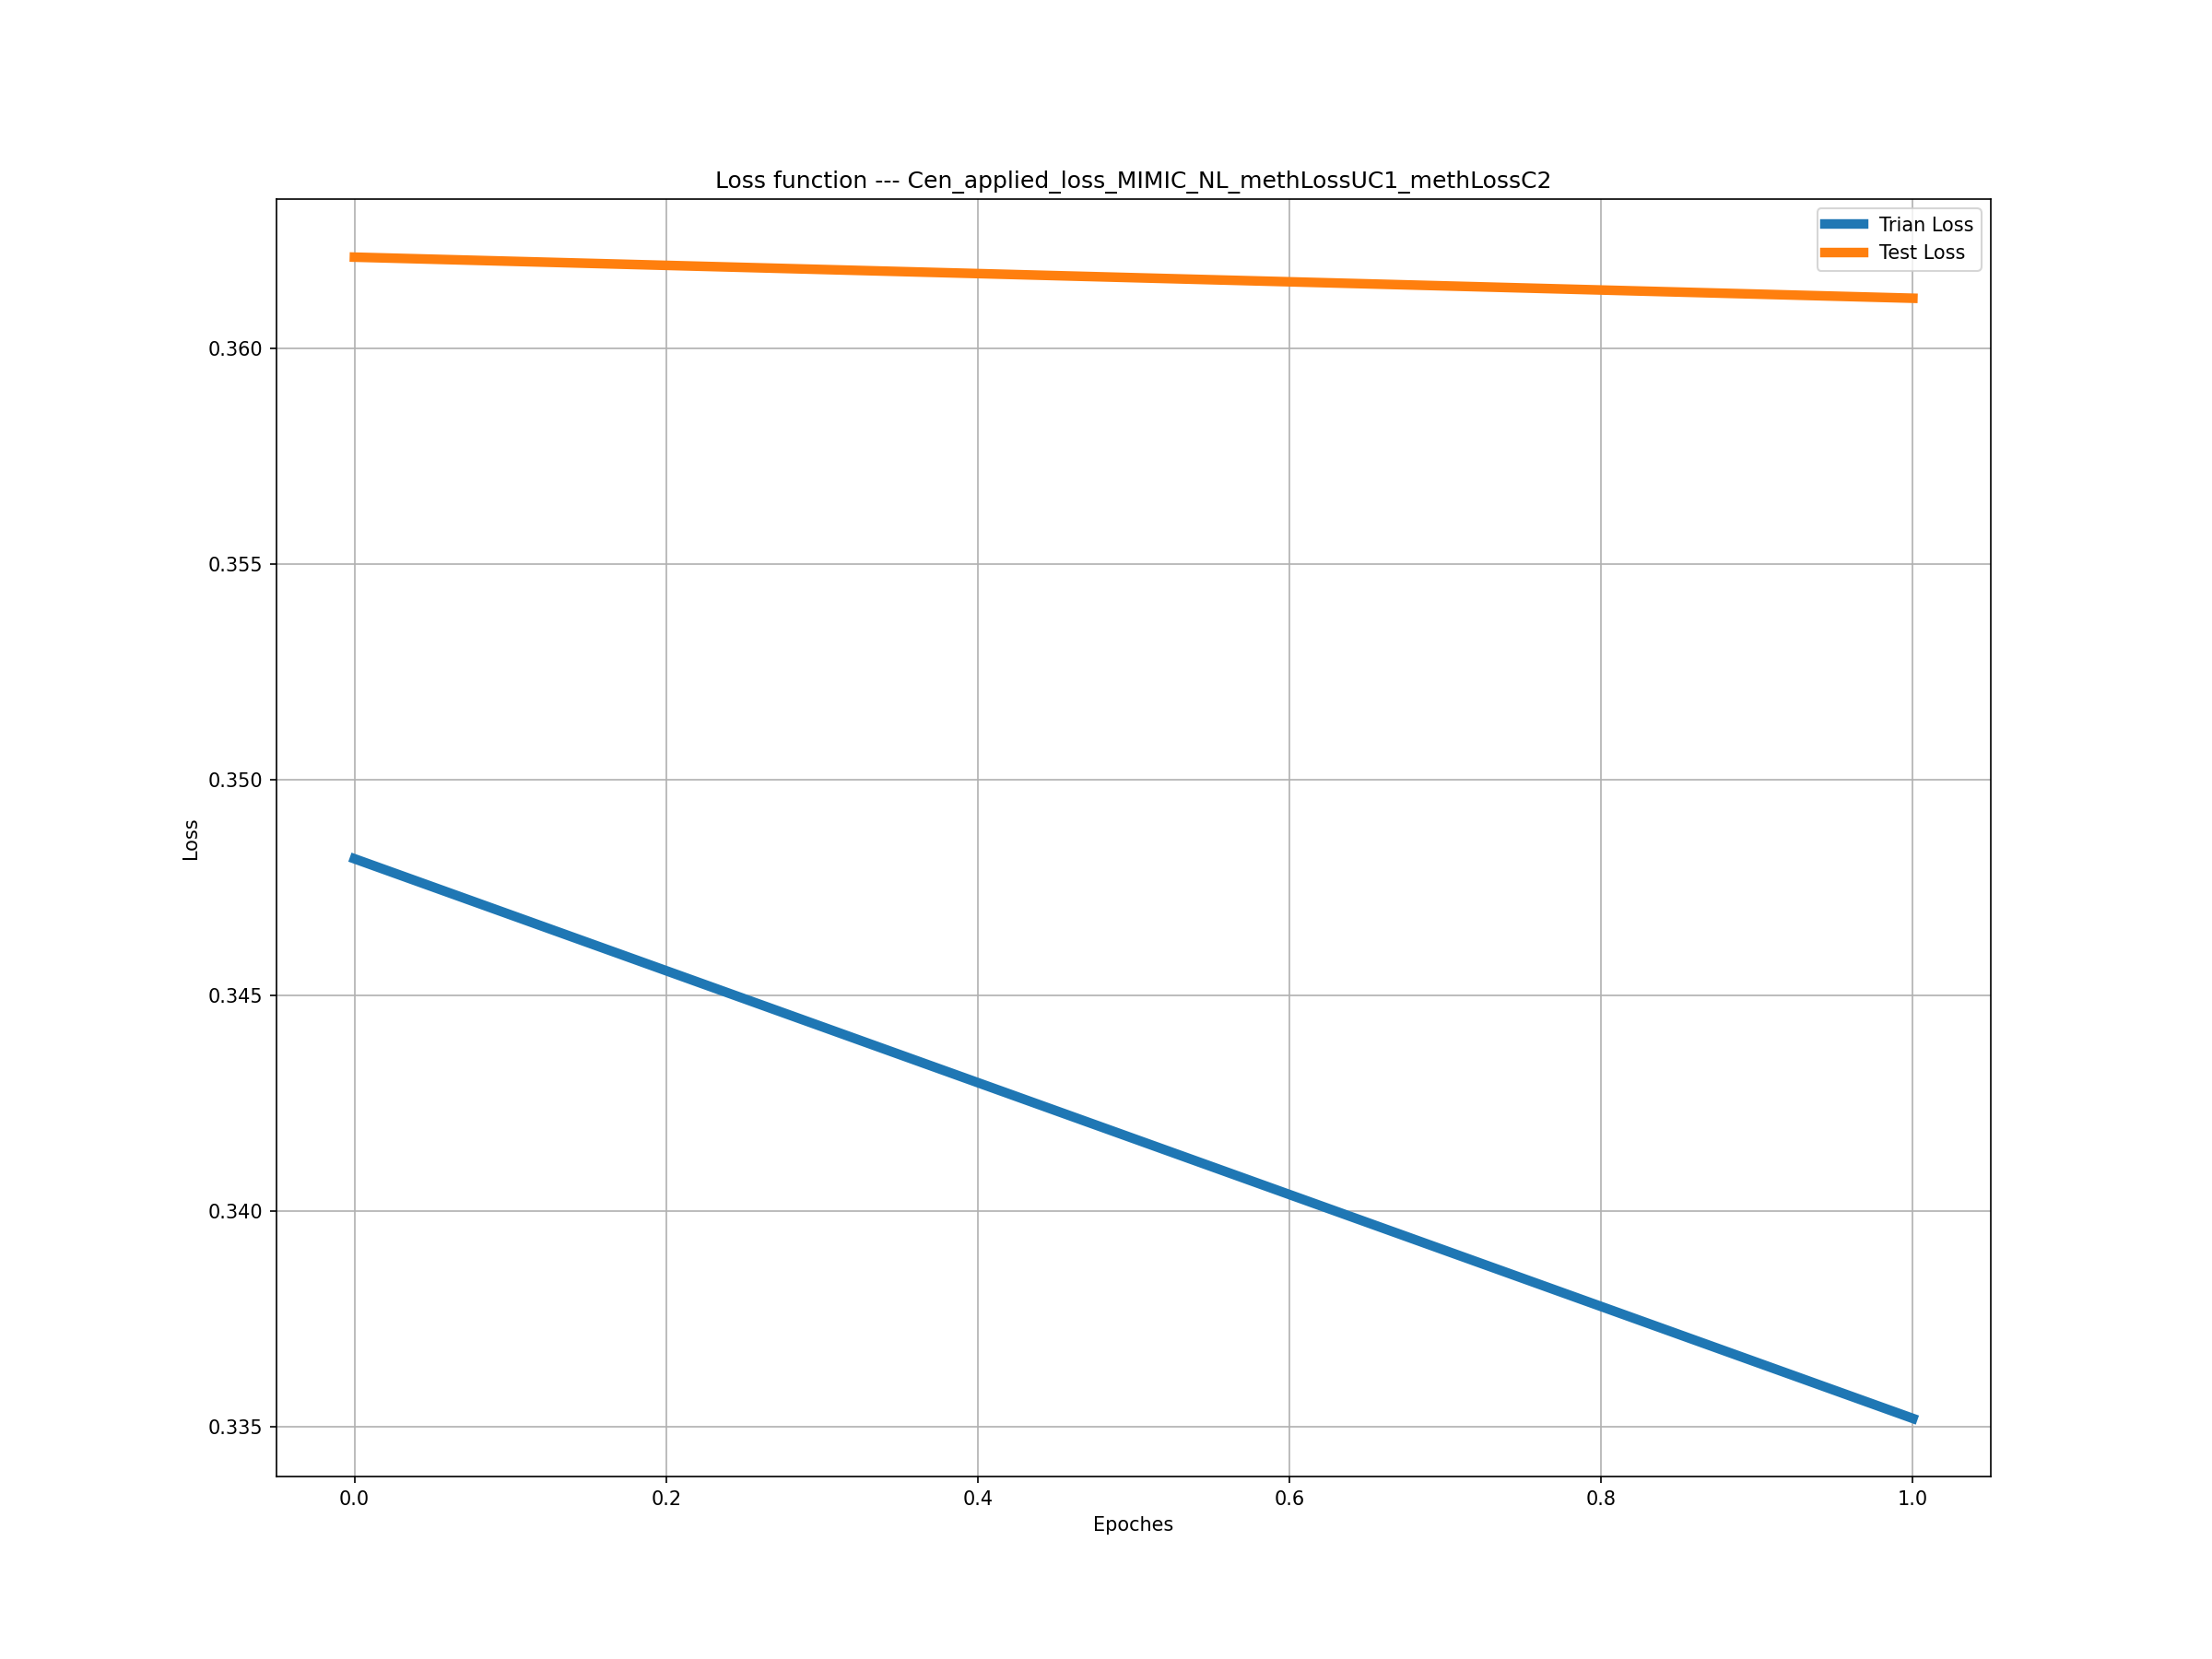 Loss function --- Cen_applied_loss_MIMIC_NL_methLossUC1_methLossC2
Trian Loss
Test Loss
0.360
0.355
0.350
0.345
0.340
0.335
Loss
0.0 0.2 0.4 0.6 0.8 1.0
Epoches